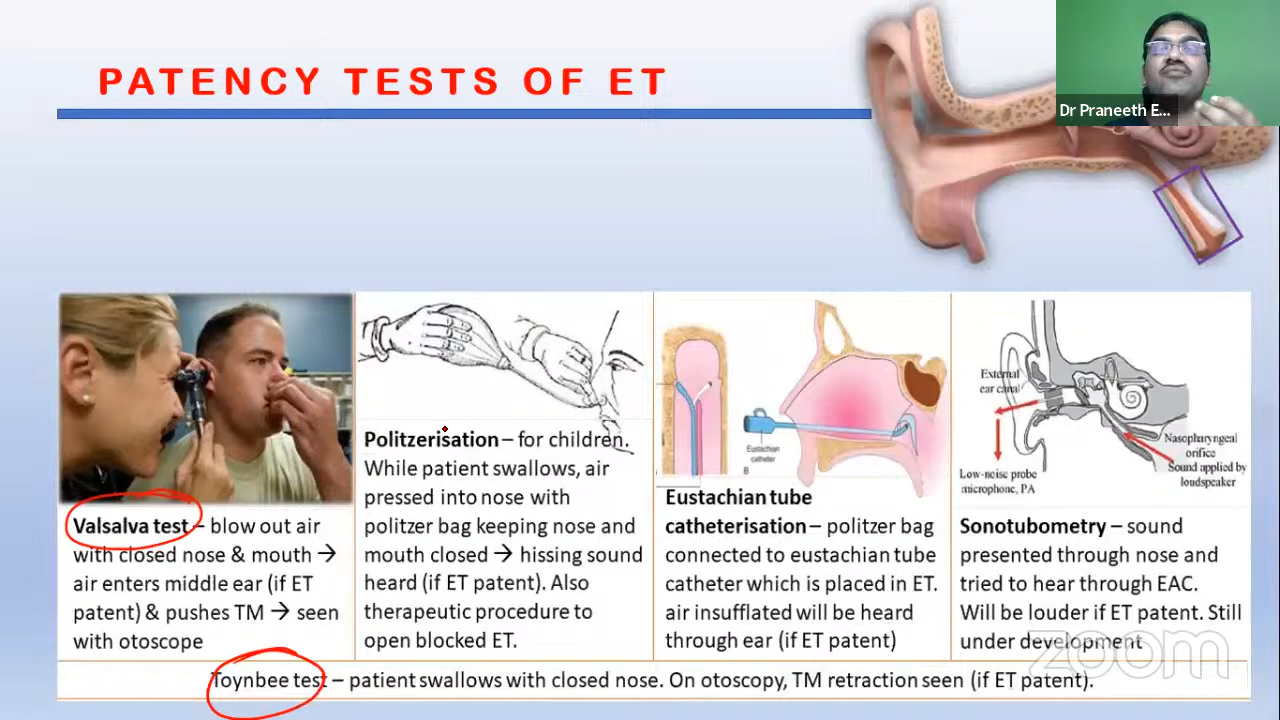 PATENCY TESTS OF ET
Dr Praneeth E...
Valsalva test – blow out air
with closed nose & mouth →
air enters middle ear (if ET
patent) & pushes TM → seen
with otoscope
Politzerisation – for children.
While patient swallows, air
pressed into nose with
politzer bag keeping nose and
mouth closed → hissing sound
heard (if ET patent). Also
therapeutic procedure to
open blocked ET.
Eustachian
catheter
B
Eustachian tube
catheterisation – politzer bag
connected to eustachian tube
catheter which is placed in ET.
air insufflated will be heard
through ear (if ET patent)
External
ear canal
Nasopharyngeal
orifice
Sound applied by
loudspeaker
Low-noise probe
microphone, PA
Sonotubometry – sound
presented through nose and
tried to hear through EAC.
Will be louder if ET patent. Still
under development
zoom
Toynbee test – patient swallows with closed nose. On otoscopy, TM retraction seen (if ET patent).